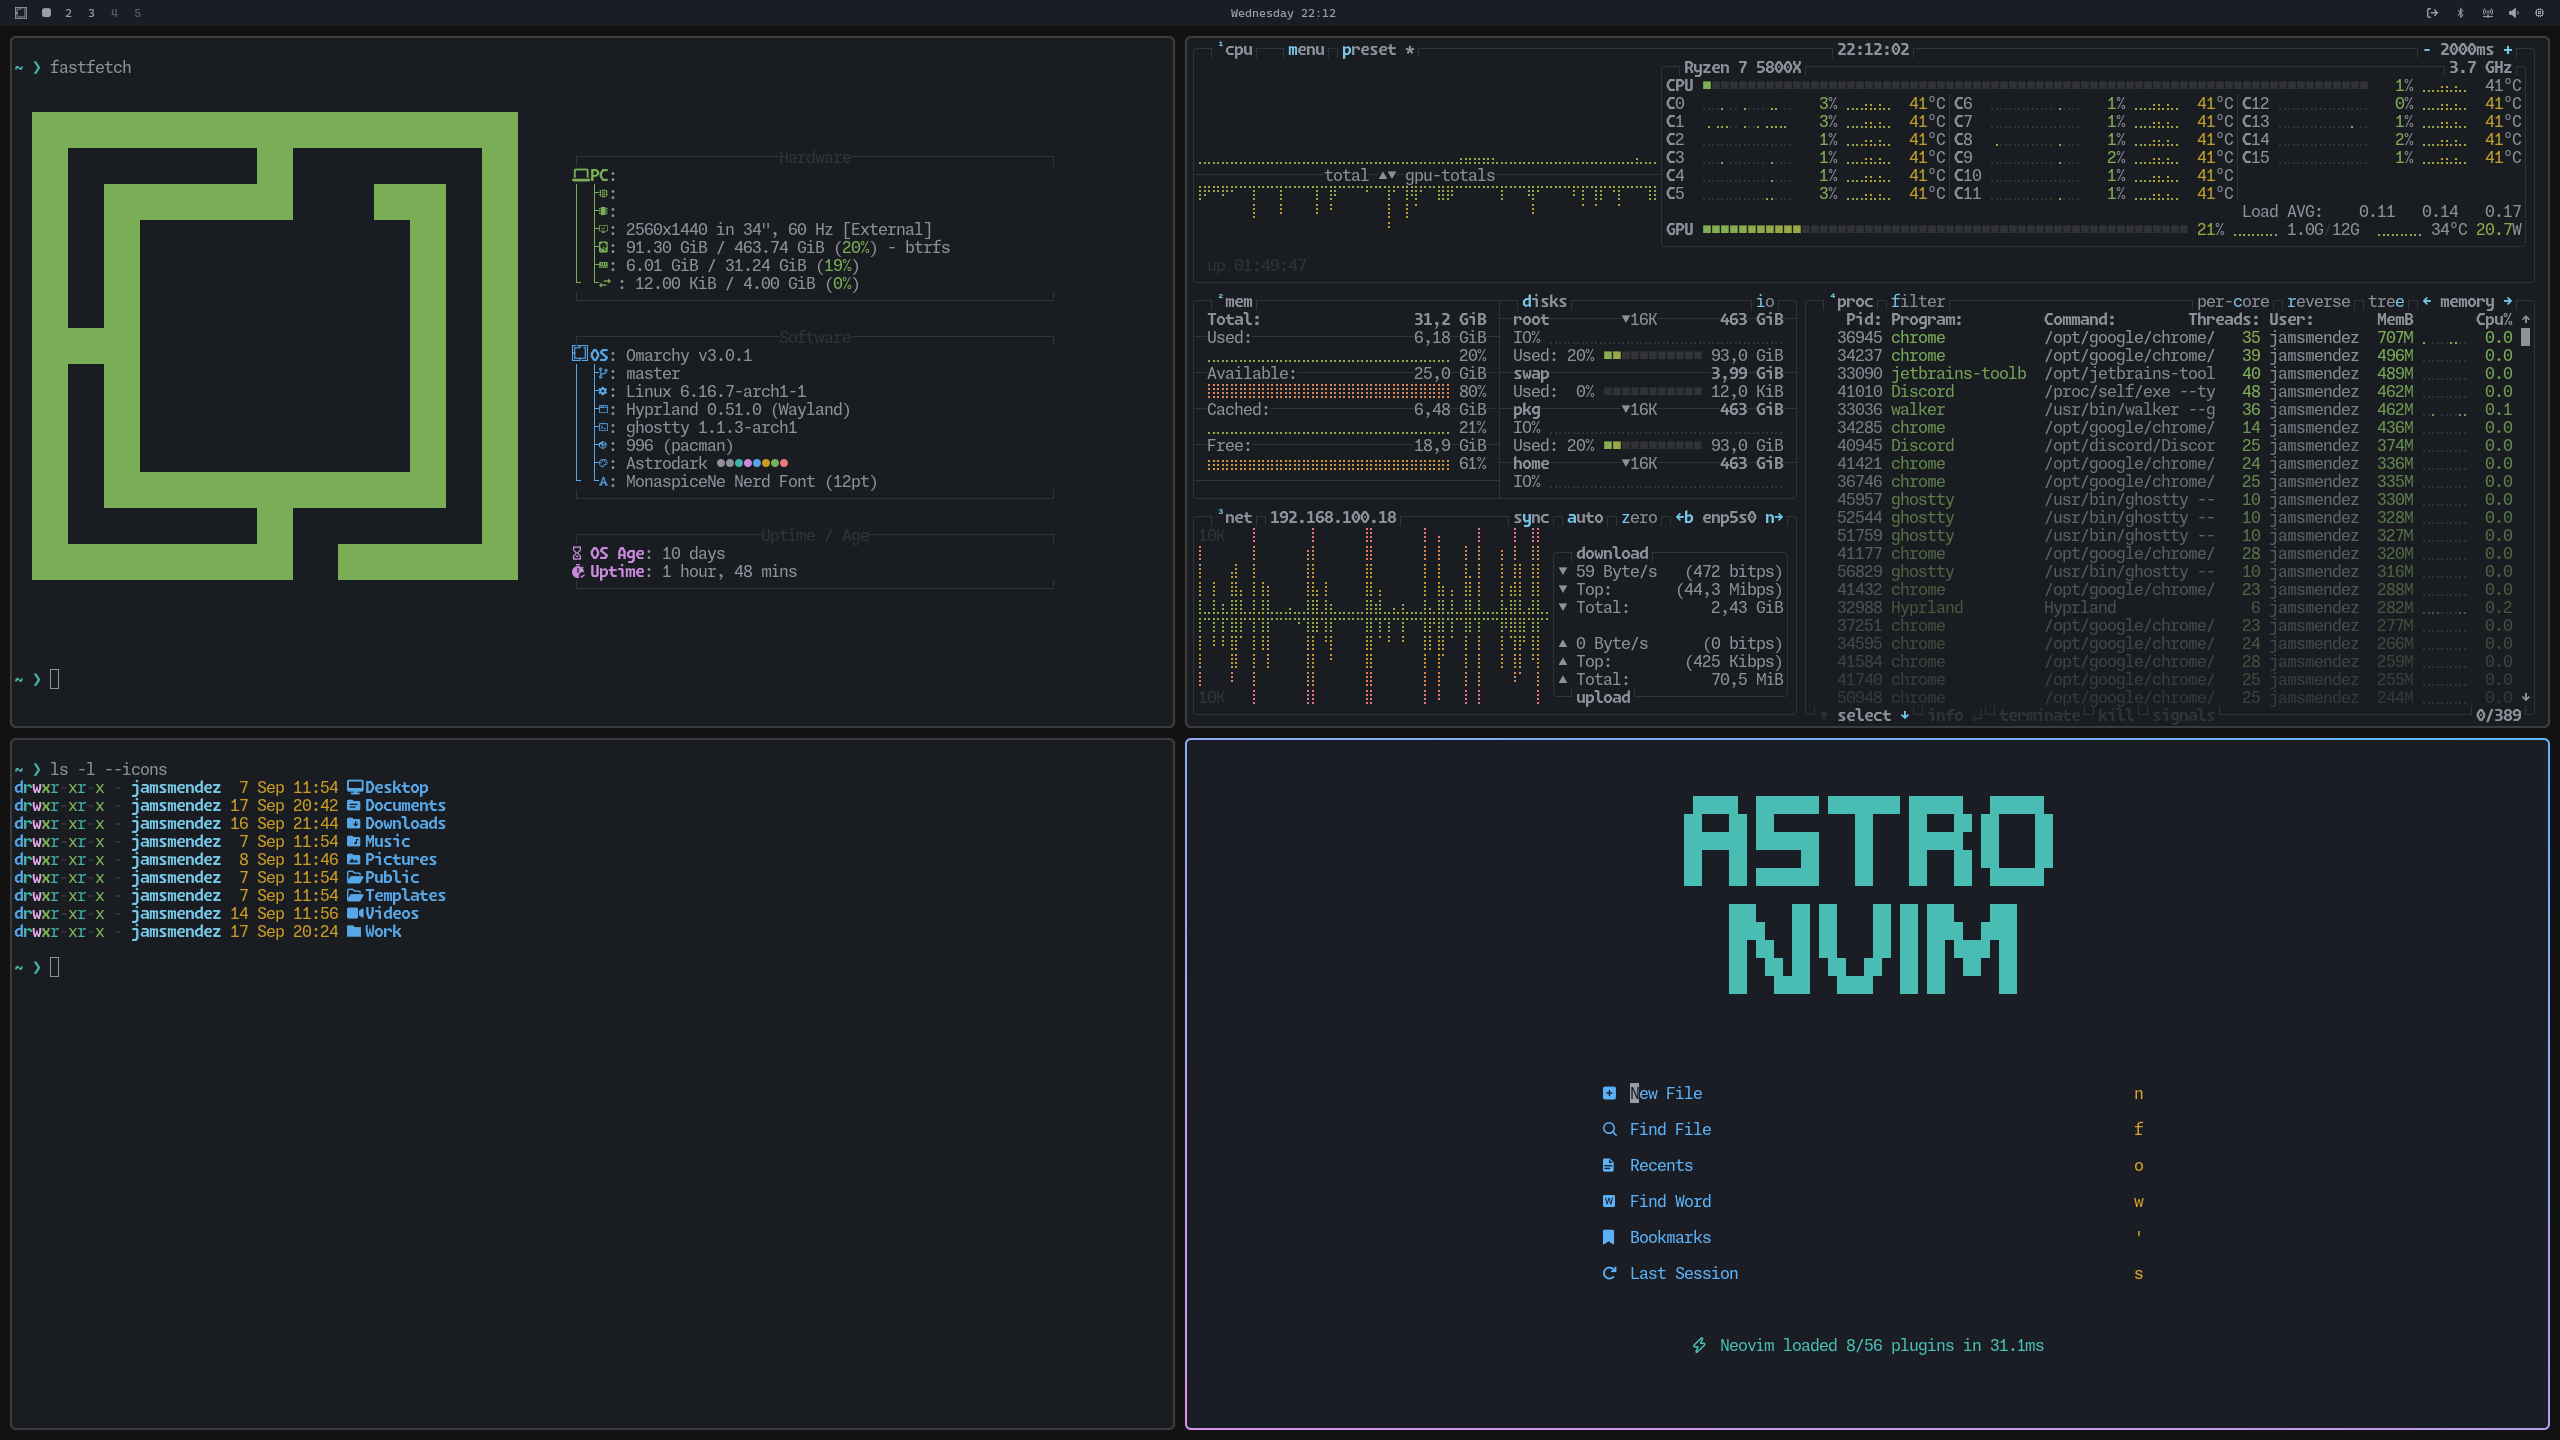 2 3 4 5
Wednesday 22:12
~ ❯ fastfetch
Hardware
PC:
:
:
: 2560x1440 in 34", 60 Hz [External]
: 91.30 GiB / 463.74 GiB (20%) - btrfs
: 6.01 GiB / 31.24 GiB (19%)
: 12.00 KiB / 4.00 GiB (0%)
Software
OS: Omarchy v3.0.1
: master
: Linux 6.16.7-arch1-1
: Hyprland 0.51.0 (Wayland)
: ghostty 1.1.3-arch1
: 996 (pacman)
: Astrodark
: MonaspiceNe Nerd Font (12pt)
Uptime / Age
OS Age: 10 days
Uptime: 1 hour, 48 mins
~ ❯
¹cpu menu preset * 22:12:02 - 2000ms +
Ryzen 7 5800X 3.7 GHz
CPU 1% 41°C
C0 3% 41°C C6 1% 41°C C12 0% 41°C
C1 3% 41°C C7 1% 41°C C13 1% 41°C
C2 1% 41°C C8 1% 41°C C14 2% 41°C
C3 1% 41°C C9 2% 41°C C15 1% 41°C
total ▲▼ gpu-totals
C4 1% 41°C C10 1% 41°C
C5 3% 41°C C11 1% 41°C
Load AVG: 0.11 0.14 0.17
GPU 21% 1.0G/12G 34°C 20.7W
up 01:49:47
²mem
Total: 31,2 GiB
Used: 6,18 GiB
20%
Available: 25,0 GiB
80%
Cached: 6,48 GiB
21%
Free: 18,9 GiB
61%
disks io
root ▼16K 463 GiB
IO%
Used: 20% 93,0 GiB
swap 3,99 GiB
Used: 0% 12,0 KiB
pkg ▼16K 463 GiB
IO%
Used: 20% 93,0 GiB
home ▼16K 463 GiB
IO%
³net 192.168.100.18 sync auto zero ←b enp5s0 n→
10K
download
▼ 59 Byte/s (472 bitps)
▼ Top: (44,3 Mibps)
▼ Total: 2,43 GiB
▲ 0 Byte/s (0 bitps)
▲ Top: (425 Kibps)
▲ Total: 70,5 MiB
10K
upload
⁴proc filter per-core reverse tree ← memory →
Pid: Program: Command: Threads: User: MemB Cpu% ↑
36945 chrome /opt/google/chrome/ 35 jamsmendez 707M 0.0
34237 chrome /opt/google/chrome/ 39 jamsmendez 496M 0.0
33090 jetbrains-toolb /opt/jetbrains-tool 40 jamsmendez 489M 0.0
41010 Discord /proc/self/exe --ty 48 jamsmendez 462M 0.0
33036 walker /usr/bin/walker --g 36 jamsmendez 462M 0.1
34285 chrome /opt/google/chrome/ 14 jamsmendez 436M 0.0
40945 Discord /opt/discord/Discor 25 jamsmendez 374M 0.0
41421 chrome /opt/google/chrome/ 24 jamsmendez 336M 0.0
36746 chrome /opt/google/chrome/ 25 jamsmendez 335M 0.0
45957 ghostty /usr/bin/ghostty -- 10 jamsmendez 330M 0.0
52544 ghostty /usr/bin/ghostty -- 10 jamsmendez 328M 0.0
51759 ghostty /usr/bin/ghostty -- 10 jamsmendez 327M 0.0
41177 chrome /opt/google/chrome/ 28 jamsmendez 320M 0.0
56829 ghostty /usr/bin/ghostty -- 10 jamsmendez 316M 0.0
41432 chrome /opt/google/chrome/ 23 jamsmendez 288M 0.0
32988 Hyprland Hyprland 6 jamsmendez 282M 0.2
37251 chrome /opt/google/chrome/ 23 jamsmendez 277M 0.0
34595 chrome /opt/google/chrome/ 24 jamsmendez 266M 0.0
41584 chrome /opt/google/chrome/ 28 jamsmendez 259M 0.0
41740 chrome /opt/google/chrome/ 25 jamsmendez 255M 0.0
50948 chrome /opt/google/chrome/ 25 jamsmendez 244M 0.0 ↓
↑ select ↓ info ↵ terminate kill signals 0/389
~ ❯ ls -l --icons
drwxr-xr-x - jamsmendez 7 Sep 11:54 Desktop
drwxr-xr-x - jamsmendez 17 Sep 20:42 Documents
drwxr-xr-x - jamsmendez 16 Sep 21:44 Downloads
drwxr-xr-x - jamsmendez 7 Sep 11:54 Music
drwxr-xr-x - jamsmendez 8 Sep 11:46 Pictures
drwxr-xr-x - jamsmendez 7 Sep 11:54 Public
drwxr-xr-x - jamsmendez 7 Sep 11:54 Templates
drwxr-xr-x - jamsmendez 14 Sep 11:56 Videos
drwxr-xr-x - jamsmendez 17 Sep 20:24 Work
~ ❯
ASTRO
NVIM
New File n
Find File f
Recents o
Find Word w
Bookmarks '
Last Session s
Neovim loaded 8/56 plugins in 31.1ms